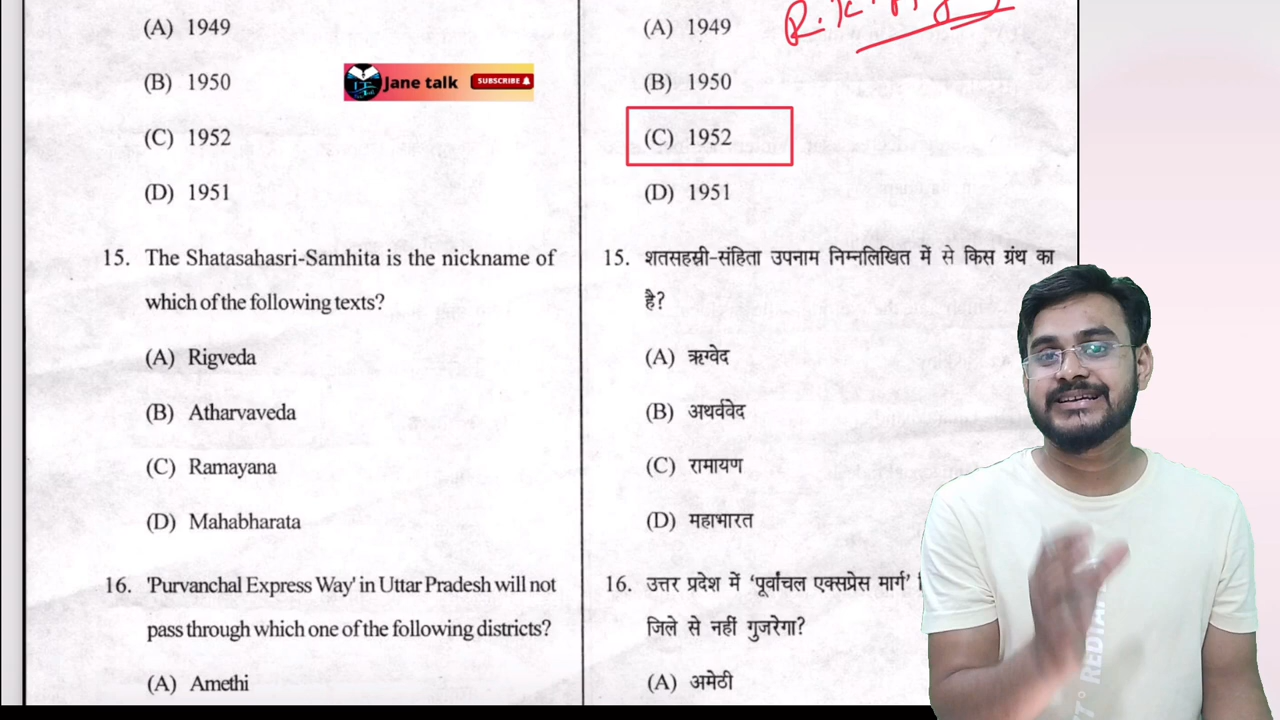 (A) 1949
(B) 1950
(C) 1952
(D) 1951
15. The Shatasahasri-Samhita is the nickname of
which of the following texts?
(A) Rigveda
(B) Atharvaveda
(C) Ramayana
(D) Mahabharata
16. 'Purvanchal Express Way' in Uttar Pradesh will not
pass through which one of the following districts?
(A) Amethi
Jane talk
SUBSCRIBE
(A) 1949
(B) 1950
(C) 1952
(D) 1951
15. शतसहस्री-संहिता उपनाम निम्नलिखित में से किस ग्रंथ का
है?
(A) ऋग्वेद
(B) अथर्ववेद
(C) रामायण
(D) महाभारत
16. उत्तर प्रदेश में ‘पूर्वांचल एक्सप्रेस मार्ग’
जिले से नहीं गुजरेगा?
(A) अमेठी